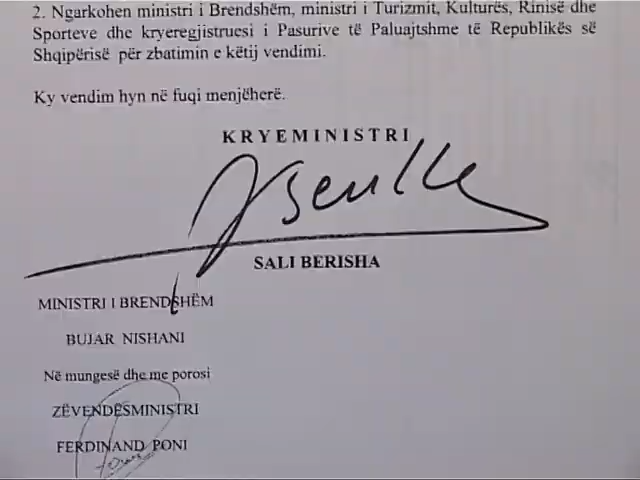 2. Ngarkohen ministri i Brendshëm, ministri i Turizmit, Kulturës, Rinisë dhe
Sporteve dhe kryeregjistruesi i Pasurive të Paluajtshme të Republikës së
Shqipërisë për zbatimin e këtij vendimi.
Ky vendim hyn në fuqi menjëherë.
KRYEMINISTRI
SALI BERISHA
MINISTRI I BRENDSHËM
BUJAR NISHANI
Në mungesë dhe me porosi
ZËVENDËSMINISTRI
FERDINAND PONI